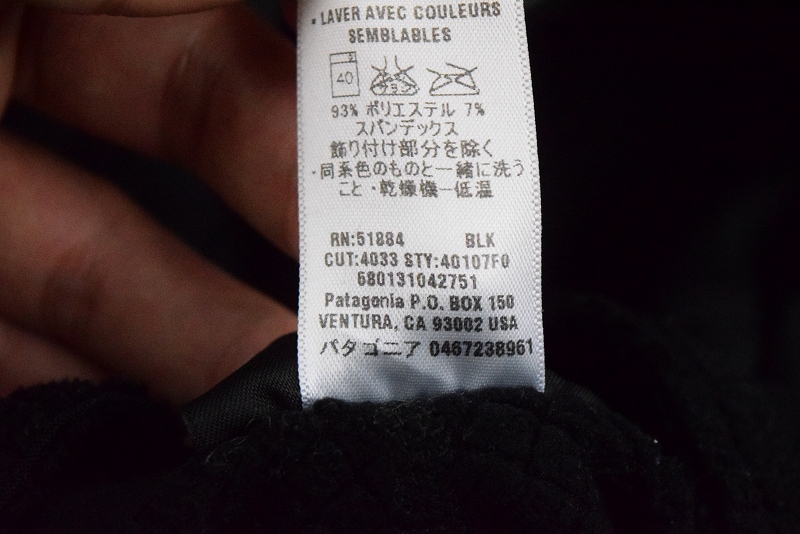 • LAVER AVEC COULEURS
SEMBLABLES
40
93% ポリエステル 7%
スパンデックス
飾り付け部分を除く
・同系色のものと一緒に洗う
こと・乾燥機一低温
RN:51884 BLK
CUT:4033 STY:40107F0
680131042751
Patagonia P.O. BOX 150
VENTURA, CA 93002 USA
パタゴニア 0467238961